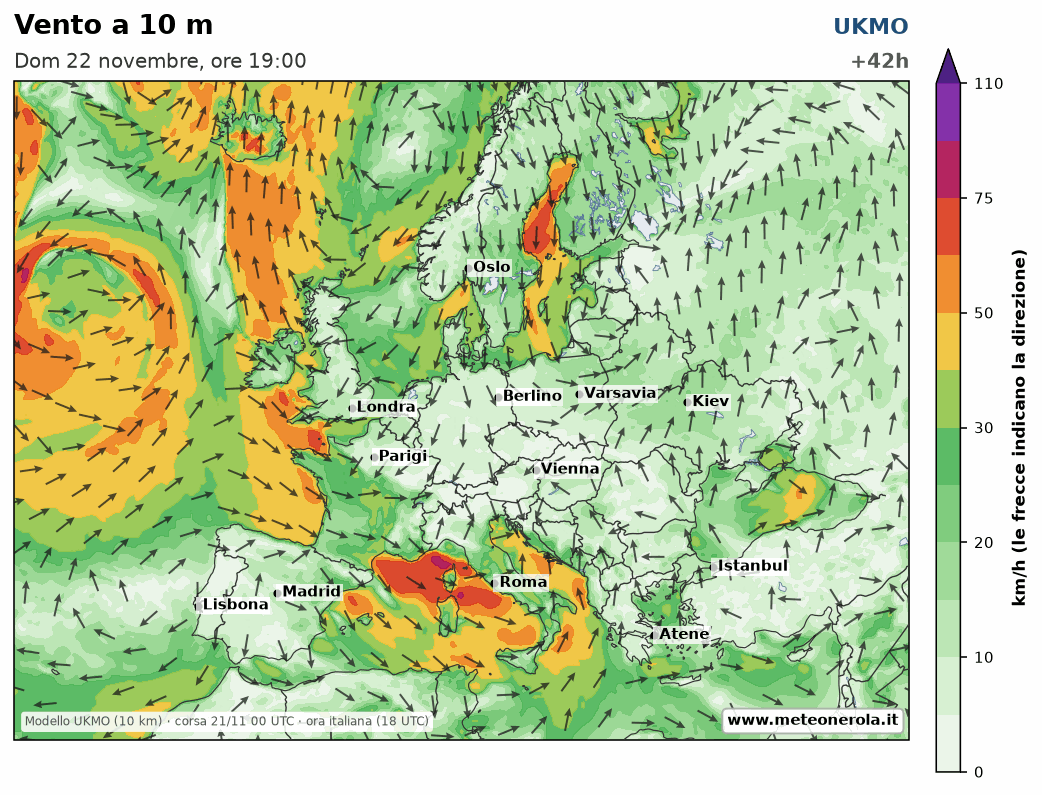 Vento a 10 m
UKMO
Dom 22 novembre, ore 19:00
+42h
110
75
50
30
20
10
0
km/h (le frecce indicano la direzione)
Oslo
Londra
Berlino
Varsavia
Kiev
Parigi
Vienna
Istanbul
Madrid
Roma
Lisbona
Atene
Modello UKMO (10 km) · corsa 21/11 00 UTC · ora italiana (18 UTC)
www.meteonerola.it